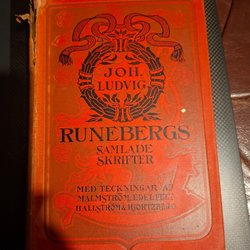 JOH.
LUDVIG
RUNEBERGS
SAMLADE
SKRIFTER
MED TECKNINGAR AF
MALMSTRÖM, EDELFELT
HALLSTRÖM & HJORTZBERG